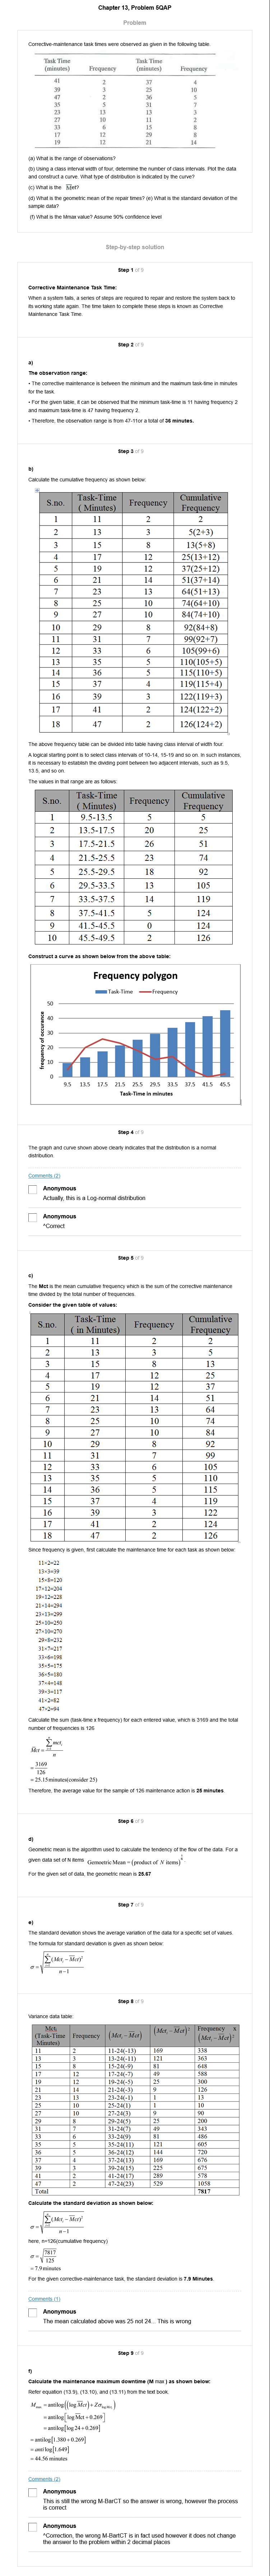 Chapter 13, Problem 5QAP
Problem
Corrective-maintenance task times were observed as given in the following table.
Task Time (minutes) Frequency Task Time (minutes) Frequency
41 2 37 4
39 3 25 10
47 2 36 5
35 5 31 7
23 13 13 3
27 10 11 2
33 6 15 8
17 12 29 8
19 12 21 14
(a) What is the range of observations?
(b) Using a class interval width of four, determine the number of class intervals. Plot the data
and construct a curve. What type of distribution is indicated by the curve?
(c) What is the M̄ct?
(d) What is the geometric mean of the repair times? (e) What is the standard deviation of the
sample data?
(f) What is the Mmax value? Assume 90% confidence level
Step-by-step solution
Step 1 of 9
Corrective Maintenance Task Time:
When a system fails, a series of steps are required to repair and restore the system back to
its working state again. The time taken to complete these steps is known as Corrective
Maintenance Task Time.
Step 2 of 9
a)
The observation range:
• The corrective maintenance is between the minimum and the maximum task-time in minutes
for the task.
• For the given table, it can be observed that the minimum task-time is 11 having frequency 2
and maximum task-time is 47 having frequency 2.
• Therefore, the observation range is from 47-11or a total of 36 minutes.
Step 3 of 9
b)
Calculate the cumulative frequency as shown below:
S.no. Task-Time ( Minutes) Frequency Cumulative Frequency
1 11 2 2
2 13 3 5(2+3)
3 15 8 13(5+8)
4 17 12 25(13+12)
5 19 12 37(25+12)
6 21 14 51(37+14)
7 23 13 64(51+13)
8 25 10 74(64+10)
9 27 10 84(74+10)
10 29 8 92(84+8)
11 31 7 99(92+7)
12 33 6 105(99+6)
13 35 5 110(105+5)
14 36 5 115(110+5)
15 37 4 119(115+4)
16 39 3 122(119+3)
17 41 2 124(122+2)
18 47 2 126(124+2)
The above frequency table can be divided into table having class interval of width four.
A logical starting point is to select class intervals of 10-14, 15-19 and so on. In such instances,
it is necessary to establish the dividing point between two adjacent intervals, such as 9.5,
13.5, and so on.
The values in that range are as follows:
S.no. Task-Time ( Minutes) Frequency Cumulative Frequency
1 9.5-13.5 5 5
2 13.5-17.5 20 25
3 17.5-21.5 26 51
4 21.5-25.5 23 74
5 25.5-29.5 18 92
6 29.5-33.5 13 105
7 33.5-37.5 14 119
8 37.5-41.5 5 124
9 41.5-45.5 0 124
10 45.5-49.5 2 126
Construct a curve as shown below from the above table:
Frequency polygon
Task-Time Frequency
frequency of occurance
50
40
30
20
10
0
9.5 13.5 17.5 21.5 25.5 29.5 33.5 37.5 41.5 45.5
Task-Time in minutes
Step 4 of 9
The graph and curve shown above clearly indicates that the distribution is a normal
distribution.
Comments (2)
Anonymous
Actually, this is a Log-normal distribution
Anonymous
^Correct
Step 5 of 9
c)
The Mct is the mean cumulative frequency which is the sum of the corrective maintenance
time divided by the total number of frequencies.
Consider the given table of values:
S.no. Task-Time ( in Minutes) Frequency Cumulative Frequency
1 11 2 2
2 13 3 5
3 15 8 13
4 17 12 25
5 19 12 37
6 21 14 51
7 23 13 64
8 25 10 74
9 27 10 84
10 29 8 92
11 31 7 99
12 33 6 105
13 35 5 110
14 36 5 115
15 37 4 119
16 39 3 122
17 41 2 124
18 47 2 126
Since frequency is given, first calculate the maintenance time for each task as shown below:
11×2=22
13×3=39
15×8=120
17×12=204
19×12=228
21×14=294
23×13=299
25×10=250
27×10=270
29×8=232
31×7=217
33×6=198
35×5=175
36×5=180
37×4=148
39×3=117
41×2=82
47×2=94
Calculate the sum (task-time x frequency) for each entered value, which is 3169 and the total
number of frequencies is 126.
M̄ct = Σ mct / n
= 3169 / 126
= 25.15 minutes(consider 25)
Therefore, the average value for the sample of 126 maintenance action is 25 minutes.
Step 6 of 9
d)
Geometric mean is the algorithm used to calculate the tendency of the flow of the data. For a
given data set of N items Gemoetric Mean = (product of N items)^(1/n).
For the given set of data, the geometric mean is 25.67
Step 7 of 9
e)
The standard deviation shows the average variation of the data for a specific set of values.
The formula for standard deviation is given as shown below:
σ = √(Σ (Mct_i − M̄ct)² / n−1)
Step 8 of 9
Variance data table:
Mct_i (Task-Time Minutes) Frequency (Mct_i − M̄ct) (Mct_i − M̄ct)² Frequency x (Mct_i − M̄ct)²
11 2 11-24(-13) 169 338
13 3 13-24(-11) 121 363
15 8 15-24(-9) 81 648
17 12 17-24(-7) 49 588
19 12 19-24(-5) 25 300
21 14 21-24(-3) 9 126
23 13 23-24(-1) 1 13
25 10 25-24(1) 1 10
27 10 27-24(3) 9 90
29 8 29-24(5) 25 200
31 7 31-24(7) 49 343
33 6 33-24(9) 81 486
35 5 35-24(11) 121 605
36 5 36-24(12) 144 720
37 4 37-24(13) 169 676
39 3 39-24(15) 225 675
41 2 41-24(17) 289 578
47 2 47-24(23) 529 1058
Total 7817
Calculate the standard deviation as shown below:
σ = √(Σ (Mct_i − M̄ct)² / n−1)
here, n=126(cumulative frequency)
σ = √(7817 / 125)
= 7.9 minutes
For the given corrective-maintenance task, the standard deviation is 7.9 Minutes.
Comments (1)
Anonymous
The mean calculated above was 25 not 24... This is wrong
Step 9 of 9
f)
Calculate the maintenance maximum downtime (M max ) as shown below:
Refer equation (13.9), (13.10), and (13.11) from the text book.
M_max = antilog[(log M̄ct) + Zσ_log Mct]
= antilog[log M̄ct + 0.269]
= antilog[log 24 + 0.269]
= antilog[1.380 + 0.269]
= anti log[1.649]
= 44.56 minutes
Comments (2)
Anonymous
This is still the wrong M-BarCT so the answer is wrong, however the process
is correct
Anonymous
^Correction, the wrong M-BartCT is in fact used however it does not change
the answer to the problem within 2 decimal places